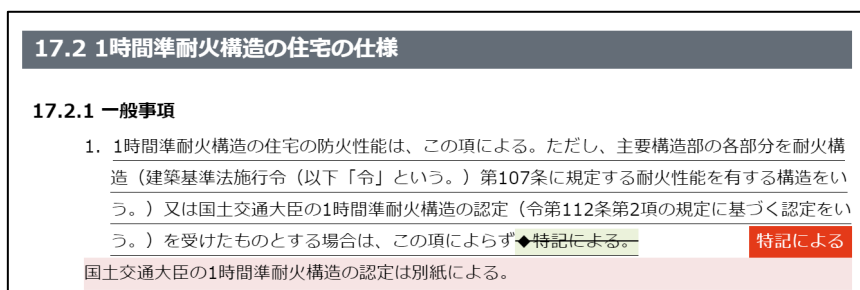 17.2 1時間準耐火構造の住宅の仕様
17.2.1 一般事項
1. 1時間準耐火構造の住宅の防火性能は、この項による。ただし、主要構造部の各部分を耐火構
造（建築基準法施行令（以下「令」という。）第107条に規定する耐火性能を有する構造をい
う。）又は国土交通大臣の1時間準耐火構造の認定（令第112条第2項の規定に基づく認定をい
う。）を受けたものとする場合は、この項によらず◆特記による。 特記による
国土交通大臣の1時間準耐火構造の認定は別紙による。